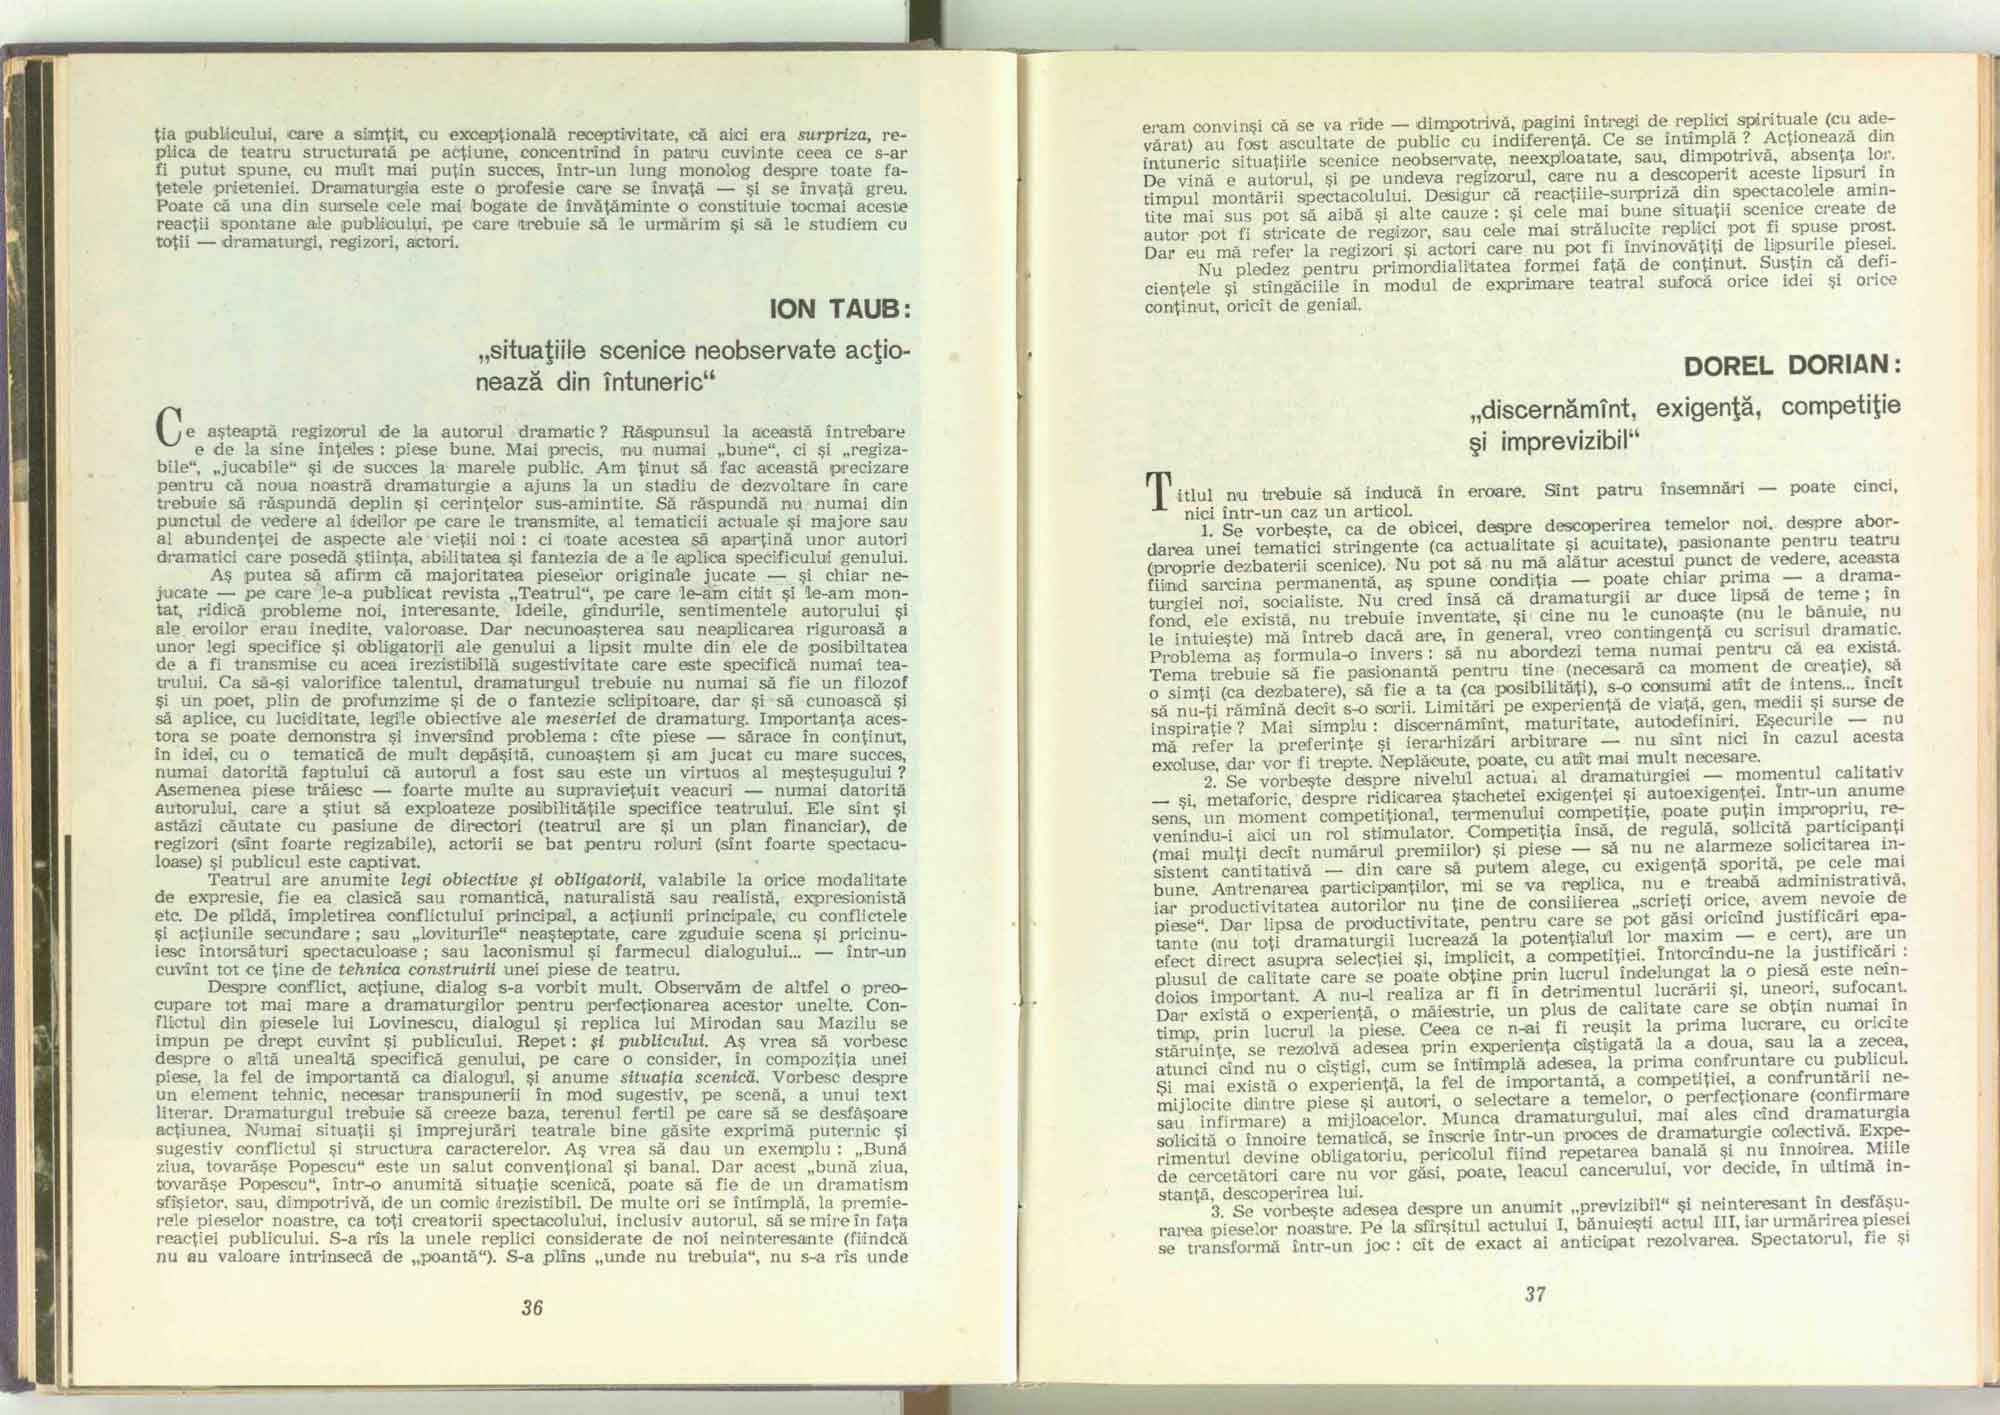 ția publicului, care a simțit, cu excepțională receptivitate, că aici era surpriza, re-
plica de teatru structurată pe acțiune, concentrînd în patru cuvinte ceea ce s-ar
fi putut spune, cu mult mai puțin succes, într-un lung monolog despre toate fa-
țetele prieteniei. Dramaturgia este o profesie care se învață — și se învață greu.
Poate că una din sursele cele mai bogate de învățăminte o constituie tocmai aceste
reacții spontane ale publicului, pe care trebuie să le urmărim și să le studiem cu
toții — dramaturgi, regizori, actori.
ION TAUB:
„situațiile scenice neobservate acțio-
nează din întuneric“
Ce așteaptă regizorul de la autorul dramatic? Răspunsul la această întrebare
e de la sine înțeles : piese bune. Mai precis, nu numai „bune“, ci și „regiza-
bile“, „jucabile“ și de succes la marele public. Am ținut să fac această precizare
pentru că noua noastră dramaturgie a ajuns la un stadiu de dezvoltare în care
trebuie să răspundă deplin și cerințelor sus-amintite. Să răspundă nu numai din
punctul de vedere al ideilor pe care le transmite, al tematicii actuale și majore sau
al abundenței de aspecte ale vieții noi : ci toate acestea să aparțină unor autori
dramatici care posedă știința, abilitatea și fantezia de a le aplica specificului genului.
Aș putea să afirm că majoritatea pieselor originale jucate — și chiar ne-
jucate — pe care le-a publicat revista „Teatrul“, pe care le-am citit și le-am mon-
tat, ridică probleme noi, interesante. Ideile, gîndurile, sentimentele autorului și
ale eroilor erau inedite, valoroase. Dar necunoașterea sau neaplicarea riguroasă a
unor legi specifice și obligatorii ale genului a lipsit multe din ele de posibiltatea
de a fi transmise cu acea irezistibilă sugestivitate care este specifică numai tea-
trului. Ca să-și valorifice talentul, dramaturgul trebuie nu numai să fie un filozof
și un poet, plin de profunzime și de o fantezie sclipitoare, dar și să cunoască și
să aplice, cu luciditate, legile obiective ale meseriei de dramaturg. Importanța aces-
tora se poate demonstra și inversînd problema : cîte piese — sărace în conținut,
în idei, cu o tematică de mult depășită, cunoaștem și am jucat cu mare succes,
numai datorită faptului că autorul a fost sau este un virtuos al meșteșugului ?
Asemenea piese trăiesc — foarte multe au supraviețuit veacuri — numai datorită
autorului, care a știut să exploateze posibilitățile specifice teatrului. Ele sînt și
astăzi căutate cu pasiune de directori (teatrul are și un plan financiar), de
regizori (sînt foarte regizabile), actorii se bat pentru roluri (sînt foarte spectacu-
loase) și publicul este captivat.
Teatrul are anumite legi obiective și obligatorii, valabile la orice modalitate
de expresie, fie ea clasică sau romantică, naturalistă sau realistă, expresionistă
etc. De pildă, împletirea conflictului principal, a acțiunii principale, cu conflictele
și acțiunile secundare ; sau „loviturile“ neașteptate, care zguduie scena și pricinu-
iesc întorsături spectaculoase ; sau laconismul și farmecul dialogului... — într-un
cuvînt tot ce ține de tehnica construirii unei piese de teatru.
Despre conflict, acțiune, dialog s-a vorbit mult. Observăm de altfel o preo-
cupare tot mai mare a dramaturgilor pentru perfecționarea acestor unelte. Con-
flictul din piesele lui Lovinescu, dialogul și replica lui Mirodan sau Mazilu se
impun pe drept cuvînt și publicului. Repet : și publicului. Aș vrea să vorbesc
despre o altă unealtă specifică genului, pe care o consider, în compoziția unei
piese, la fel de importantă ca dialogul, și anume situația scenică. Vorbesc despre
un element tehnic, necesar transpunerii în mod sugestiv, pe scenă, a unui text
literar. Dramaturgul trebuie să creeze baza, terenul fertil pe care să se desfășoare
acțiunea. Numai situații și împrejurări teatrale bine găsite exprimă puternic și
sugestiv conflictul și structura caracterelor. Aș vrea să dau un exemplu : „Bună
ziua, tovarășe Popescu“ este un salut convențional și banal. Dar acest „bună ziua,
tovarășe Popescu“, într-o anumită situație scenică, poate să fie de un dramatism
sfîșietor, sau, dimpotrivă, de un comic irezistibil. De multe ori se întîmplă, la premie-
rele pieselor noastre, ca toți creatorii spectacolului, inclusiv autorul, să se mire în fața
reacției publicului. S-a rîs la unele replici considerate de noi neinteresante (fiindcă
nu au valoare intrinsecă de „poantă“). S-a plîns „unde nu trebuia“, nu s-a rîs unde
36
eram convinși că se va rîde — dimpotrivă, pagini întregi de replici spirituale (cu ade-
vărat) au fost ascultate de public cu indiferență. Ce se întîmplă ? Acționează din
întuneric situațiile scenice neobservate, neexploatate, sau, dimpotrivă, absența lor.
De vină e autorul, și pe undeva regizorul, care nu a descoperit aceste lipsuri în
timpul montării spectacolului. Desigur că reacțiile-surpriză din spectacolele amin-
tite mai sus pot să aibă și alte cauze : și cele mai bune situații scenice create de
autor pot fi stricate de regizor, sau cele mai strălucite replici pot fi spuse prost.
Dar eu mă refer la regizori și actori care nu pot fi învinovățiți de lipsurile piesei.
Nu pledez pentru primordialitatea formei față de conținut. Susțin că defi-
ciențele și stîngăciile în modul de exprimare teatral sufocă orice idei și orice
conținut, oricît de genial.
DOREL DORIAN:
„discernămînt, exigență, competiție
și imprevizibil“
Titlul nu trebuie să inducă în eroare. Sînt patru însemnări — poate cinci,
nici într-un caz un articol.
1. Se vorbește, ca de obicei, despre descoperirea temelor noi, despre abor-
darea unei tematici stringente (ca actualitate și acuitate), pasionante pentru teatru
(proprie dezbaterii scenice). Nu pot să nu mă alătur acestui punct de vedere, aceasta
fiind sarcina permanentă, aș spune condiția — poate chiar prima — a drama-
turgiei noi, socialiste. Nu cred însă că dramaturgii ar duce lipsă de teme ; în
fond, ele există, nu trebuie inventate, și cine nu le cunoaște (nu le bănuie, nu
le intuiește) mă întreb dacă are, în general, vreo contingență cu scrisul dramatic.
Problema aș formula-o invers : să nu abordezi tema numai pentru că ea există.
Tema trebuie să fie pasionantă pentru tine (necesară ca moment de creație), să
o simți (ca dezbatere), să fie a ta (ca posibilități), s-o consumi atît de intens... încît
să nu-ți rămînă decît s-o scrii. Limitări pe experiență de viață, gen, medii și surse de
inspirație ? Mai simplu : discernămînt, maturitate, autodefiniri. Eșecurile — nu
mă refer la preferințe și ierarhizări arbitrare — nu sînt nici în cazul acesta
excluse, dar vor fi trepte. Neplăcute, poate, cu atît mai mult necesare.
2. Se vorbește despre nivelul actual al dramaturgiei — momentul calitativ
— și, metaforic, despre ridicarea ștachetei exigenței și autoexigenței. Într-un anume
sens, un moment competițional, termenului competiție, poate puțin impropriu, re-
venindu-i aici un rol stimulator. Competiția însă, de regulă, solicită participanți
(mai mulți decît numărul premiilor) și piese — să nu ne alarmeze solicitarea in-
sistent cantitativă — din care să putem alege, cu exigență sporită, pe cele mai
bune. Antrenarea participanților, mi se va replica, nu e treabă administrativă,
iar productivitatea autorilor nu ține de consilierea „scrieți orice, avem nevoie de
piese“. Dar lipsa de productivitate, pentru care se pot găsi oricînd justificări epa-
tante (nu toți dramaturgii lucrează la potențialul lor maxim — e cert), are un
efect direct asupra selecției și, implicit, a competiției. Întorcîndu-ne la justificări :
plusul de calitate care se poate obține prin lucrul îndelungat la o piesă este neîn-
doios important. A nu-l realiza ar fi în detrimentul lucrării și, uneori, sufocant.
Dar există o experiență, o măiestrie, un plus de calitate care se obțin numai în
timp, prin lucrul la piese. Ceea ce n-ai fi reușit la prima lucrare, cu oricîte
stăruințe, se rezolvă adesea prin experiența cîștigată la a doua, sau la a zecea,
atunci cînd nu o cîștigi, cum se întîmplă adesea, la prima confruntare cu publicul.
Și mai există o experiență, la fel de importantă, a competiției, a confruntării ne-
mijlocite dintre piese și autori, o selectare a temelor, o perfecționare (confirmare
sau infirmare) a mijloacelor. Munca dramaturgului, mai ales cînd dramaturgia
solicită o înnoire tematică, se înscrie într-un proces de dramaturgie colectivă. Expe-
rimentul devine obligatoriu, pericolul fiind repetarea banală și nu înnoirea. Miile
de cercetători care nu vor găsi, poate, leacul cancerului, vor decide, în ultimă in-
stanță, descoperirea lui.
3. Se vorbește adesea despre un anumit „previzibil“ și neinteresant în desfășu-
rarea pieselor noastre. Pe la sfîrșitul actului I, bănuiești actul III, iar urmărirea piesei
se transformă într-un joc : cît de exact ai anticipat rezolvarea. Spectatorul, fie și
37